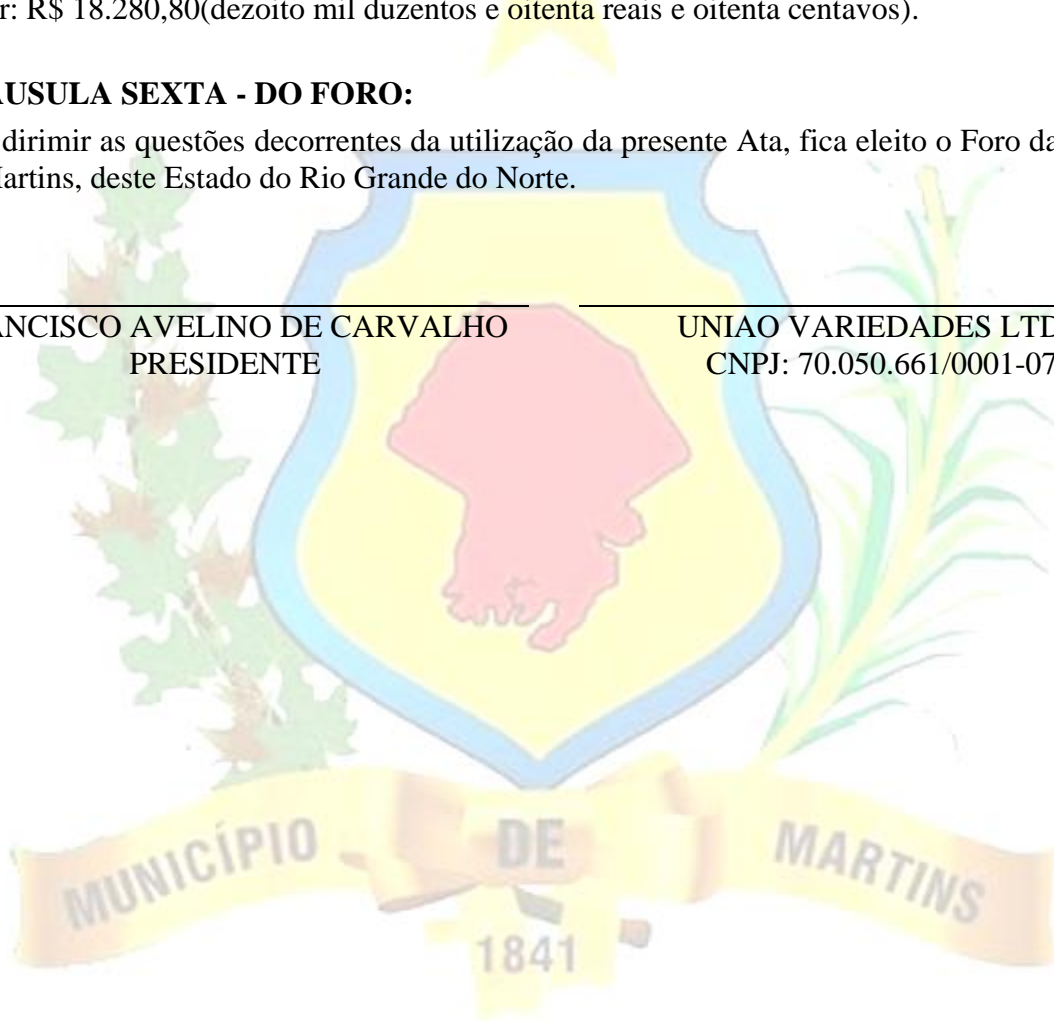 r: R$ 18.280,80(dezoito mil duzentos e oitenta reais e oitenta centavos).
AUSULA SEXTA - DO FORO:
dirimir as questões decorrentes da utilização da presente Ata, fica eleito o Foro da
Martins, deste Estado do Rio Grande do Norte.
ANCISCO AVELINO DE CARVALHO
PRESIDENTE
UNIAO VARIEDADES LTD
CNPJ: 70.050.661/0001-07
MUNICÍPIO DE MARTINS
1841